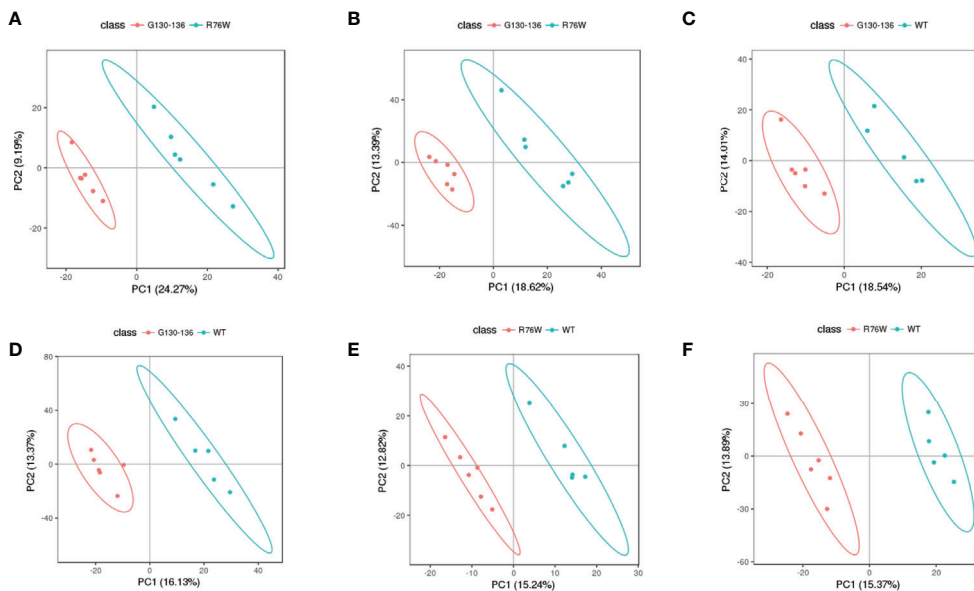 A
class G130-136 R76W
PC2 (9.19%)
20
0
-20
-20 0 20 40
PC1 (24.27%)
B
class G130-136 R76W
PC2 (13.39%)
40
0
-40
-25 0 25 50
PC1 (18.62%)
C
class G130-136 WT
PC2 (14.01%)
40
20
0
-20
-40
-20 0 20
PC1 (18.54%)
D
class G130-136 WT
PC2 (13.37%)
80
40
0
-40
-20 0 20 40
PC1 (16.13%)
E
class R76W WT
PC2 (12.82%)
40
20
0
-20
-20 -10 0 10 20 30
PC1 (15.24%)
F
class R76W WT
PC2 (13.89%)
30
0
-30
-60
-20 0 20
PC1 (15.37%)